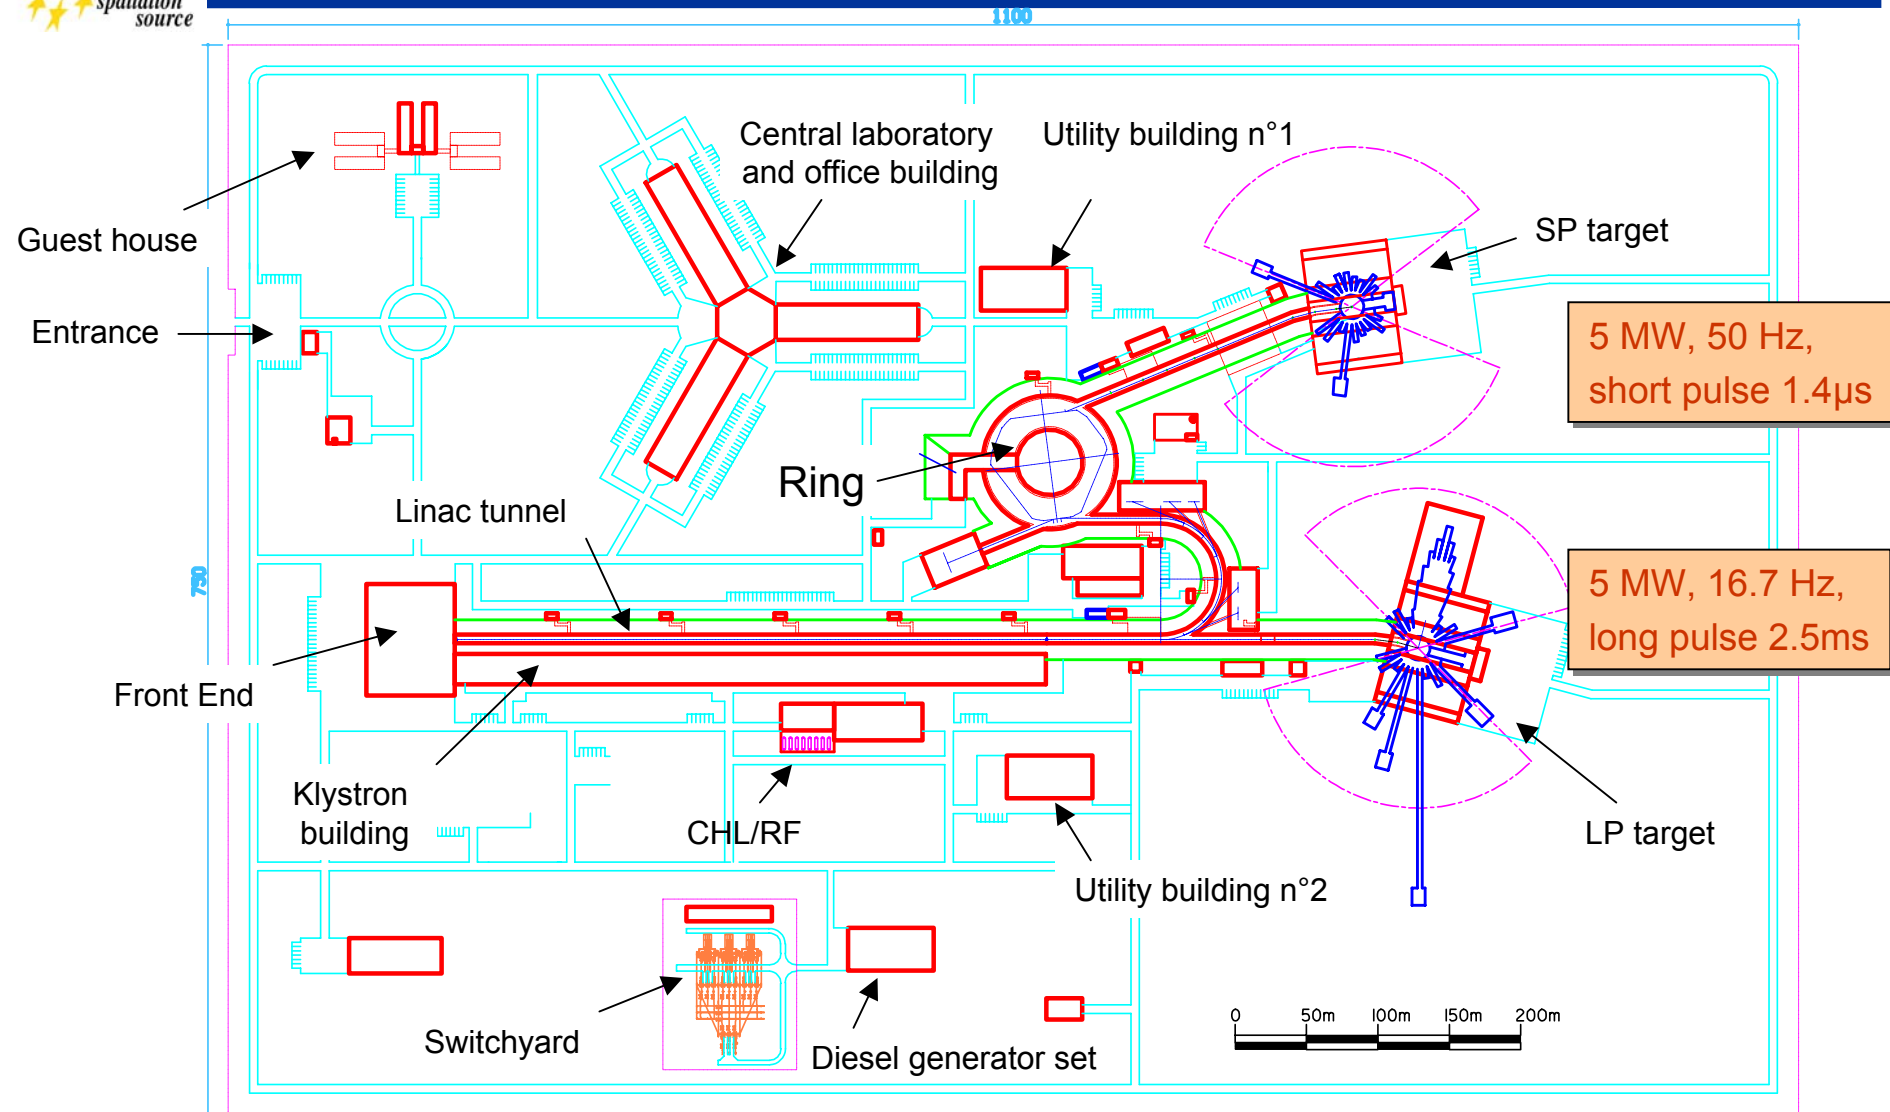 spallation
source
1100
Central laboratory
and office building
Utility building n°1
Guest house
SP target
Entrance
5 MW, 50 Hz,
short pulse 1.4µs
Ring
Linac tunnel
750
5 MW, 16.7 Hz,
long pulse 2.5ms
Front End
Klystron
building
CHL/RF
LP target
Utility building n°2
Switchyard
Diesel generator set
0 50m 100m 150m 200m